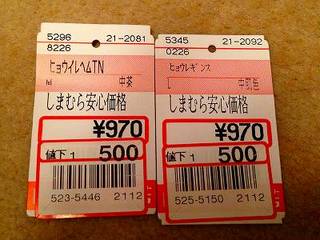 5296 21-2081
8226
ヒョウイレヘムTN
M 中茶
しまむら安心価格
¥970
値下1 500
523-5446 2112
5345 21-2092
0226
ヒョウレギンス
L
しまむら安心価格
¥970
値下1 500
525-5150 2112